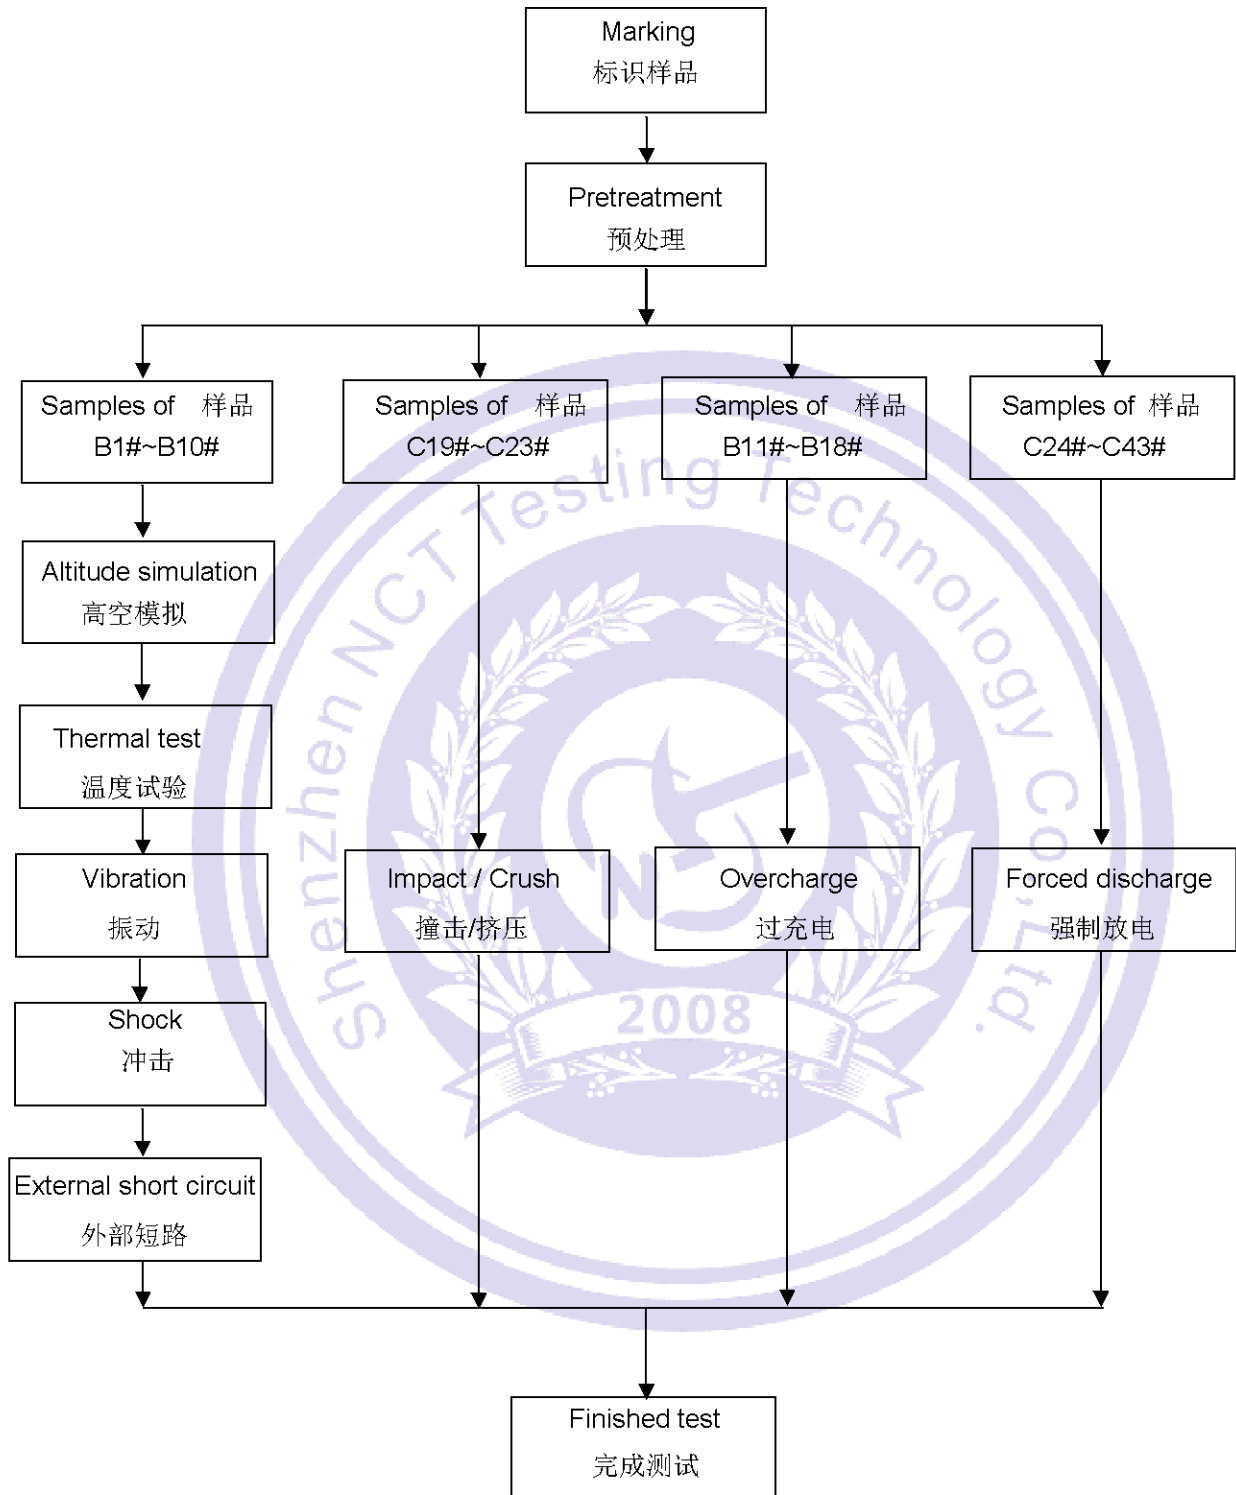 Marking
标识样品
Pretreatment
预处理
Samples of 样品
B1#~B10#
Samples of 样品
C19#~C23#
Samples of 样品
B11#~B18#
Samples of 样品
C24#~C43#
Altitude simulation
高空模拟
Thermal test
温度试验
Vibration
振动
Impact / Crush
撞击/挤压
Overcharge
过充电
Forced discharge
强制放电
Shock
冲击
External short circuit
外部短路
Finished test
完成测试
Shenzhen NCT Testing Technology Co.,Ltd.
2008